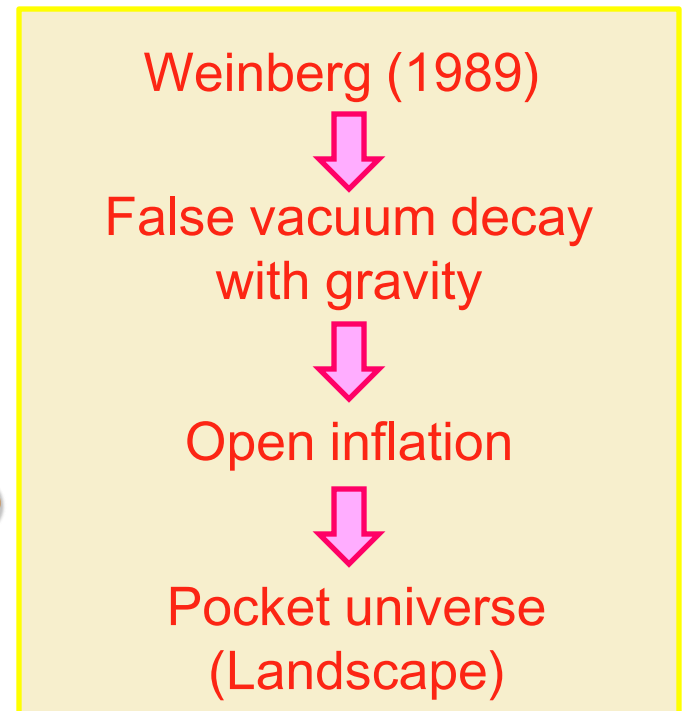 Weinberg (1989)
False vacuum decay
with gravity
Open inflation
Pocket universe
(Landscape)